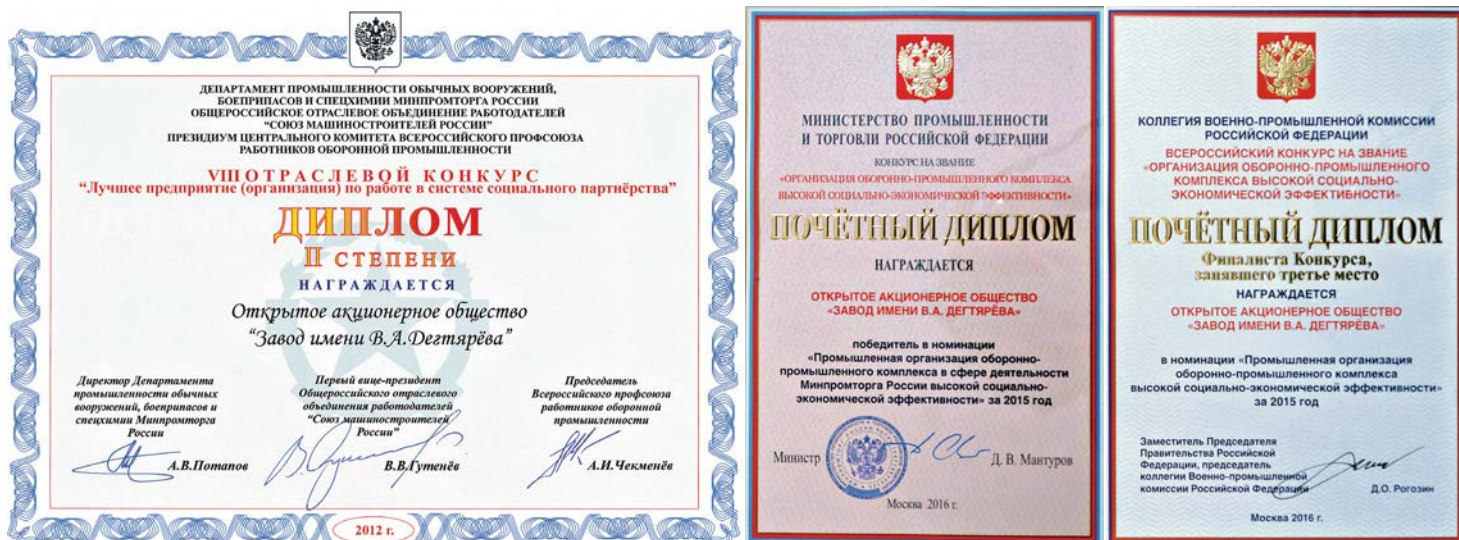 ДЕПАРТАМЕНТ ПРОМЫШЛЕННОСТИ ОБЫЧНЫХ ВООРУЖЕНИЙ,
БОЕПРИПАСОВ И СПЕЦХИМИИ МИНПРОМТОРГА РОССИИ
ОБЩЕРОССИЙСКОЕ ОТРАСЛЕВОЕ ОБЪЕДИНЕНИЕ РАБОТОДАТЕЛЕЙ
“СОЮЗ МАШИНОСТРОИТЕЛЕЙ РОССИИ”
ПРЕЗИДИУМ ЦЕНТРАЛЬНОГО КОМИТЕТА ВСЕРОССИЙСКОГО ПРОФСОЮЗА
РАБОТНИКОВ ОБОРОННОЙ ПРОМЫШЛЕННОСТИ
VIII ОТРАСЛЕВОЙ КОНКУРС
“Лучшее предприятие (организация) по работе в системе социального партнёрства”
ДИПЛОМ
II СТЕПЕНИ
НАГРАЖДАЕТСЯ
Открытое акционерное общество
“Завод имени В.А.Дегтярёва”
Директор Департамента
промышленности обычных
вооружений, боеприпасов и
спецхимии Минпромторга
России
А.В.Потапов
Первый вице-президент
Общероссийского отраслевого
объединения работодателей
“Союз машиностроителей
России”
В.В.Гутенёв
Председатель
Всероссийского профсоюза
работников оборонной
промышленности
А.И.Чекменёв
2012 г.
МИНИСТЕРСТВО ПРОМЫШЛЕННОСТИ
И ТОРГОВЛИ РОССИЙСКОЙ ФЕДЕРАЦИИ
КОНКУРС НА ЗВАНИЕ
«ОРГАНИЗАЦИЯ ОБОРОННО-ПРОМЫШЛЕННОГО КОМПЛЕКСА
ВЫСОКОЙ СОЦИАЛЬНО-ЭКОНОМИЧЕСКОЙ ЭФФЕКТИВНОСТИ»
ПОЧЁТНЫЙ ДИПЛОМ
НАГРАЖДАЕТСЯ
ОТКРЫТОЕ АКЦИОНЕРНОЕ ОБЩЕСТВО
«ЗАВОД ИМЕНИ В.А. ДЕГТЯРЁВА»
победитель в номинации
«Промышленная организация оборонно-
промышленного комплекса в сфере деятельности
Минпромторга России высокой социально-
экономической эффективности» за 2015 год
Министр
Д. В. Мантуров
Москва 2016 г.
КОЛЛЕГИЯ ВОЕННО-ПРОМЫШЛЕННОЙ КОМИССИИ
РОССИЙСКОЙ ФЕДЕРАЦИИ
ВСЕРОССИЙСКИЙ КОНКУРС НА ЗВАНИЕ
«ОРГАНИЗАЦИЯ ОБОРОННО-ПРОМЫШЛЕННОГО
КОМПЛЕКСА ВЫСОКОЙ СОЦИАЛЬНО-
ЭКОНОМИЧЕСКОЙ ЭФФЕКТИВНОСТИ»
ПОЧЁТНЫЙ ДИПЛОМ
Финалиста Конкурса,
занявшего третье место
НАГРАЖДАЕТСЯ
ОТКРЫТОЕ АКЦИОНЕРНОЕ ОБЩЕСТВО
«ЗАВОД ИМЕНИ В.А. ДЕГТЯРЁВА»
в номинации «Промышленная организация
оборонно-промышленного комплекса
высокой социально-экономической эффективности»
за 2015 год
Заместитель Председателя
Правительства Российской
Федерации, председатель
коллегии Военно-промышленной
комиссии Российской Федерации
Д.О. Рогозин
Москва 2016 г.